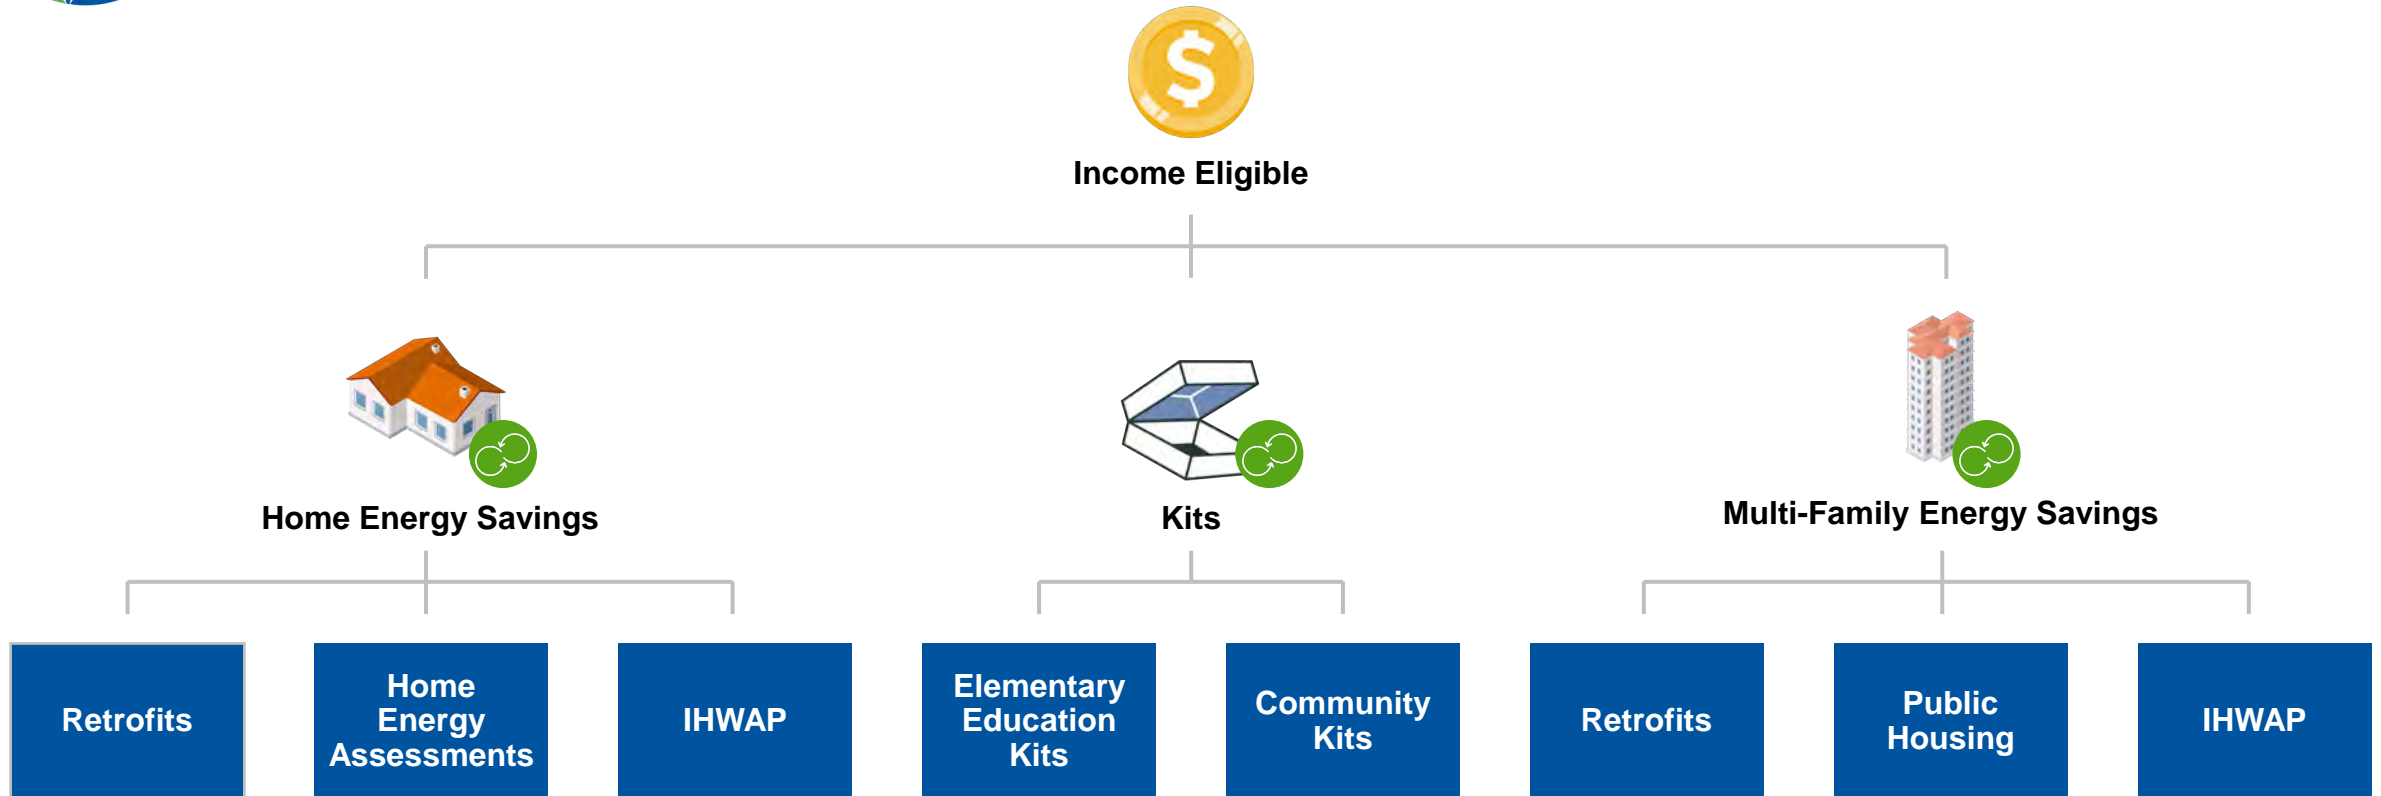 $
Income Eligible
Home Energy Savings
Kits
Multi-Family Energy Savings
Retrofits
Home
Energy
Assessments
IHWAP
Elementary
Education
Kits
Community
Kits
Retrofits
Public
Housing
IHWAP